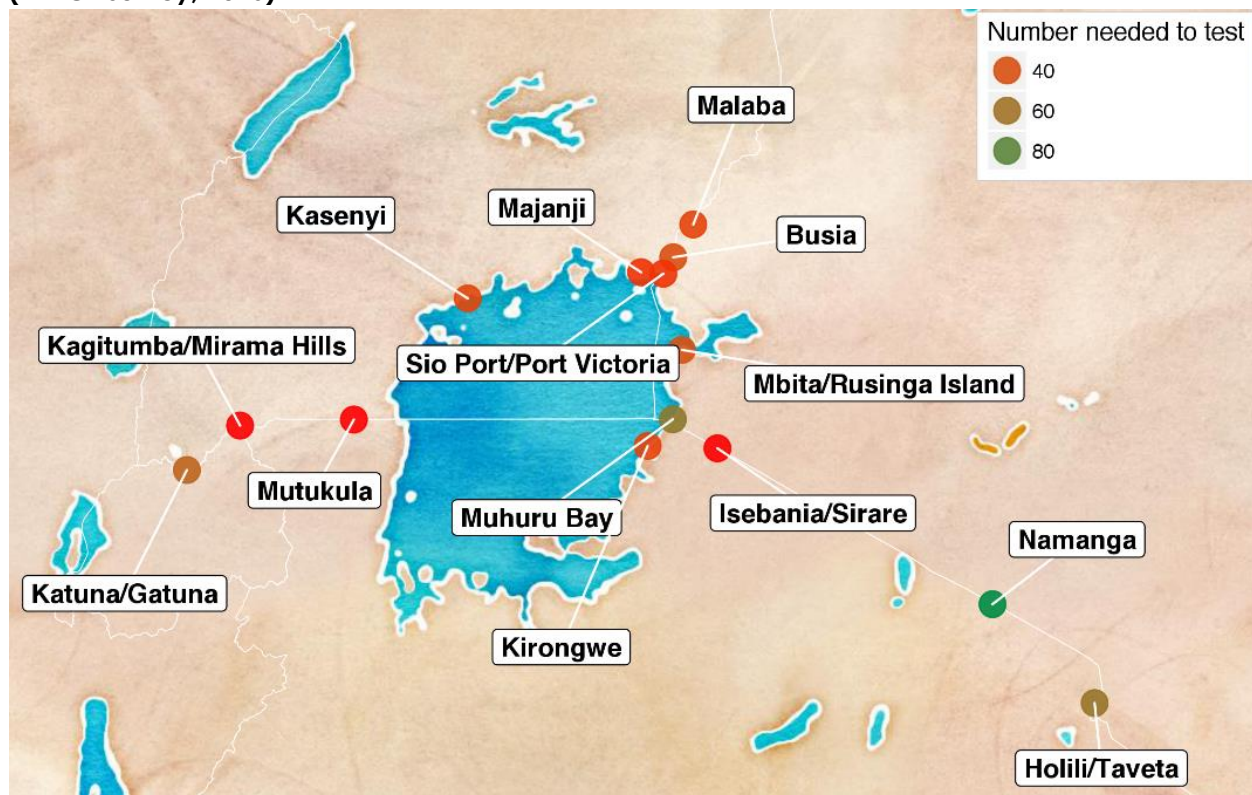 Number needed to test
40
60
80
Malaba
Kasenyi
Majanji
Busia
Kagitumba/Mirama Hills
Sio Port/Port Victoria
Mbita/Rusinga Island
Mutukula
Muhuru Bay
Isebania/Sirare
Namanga
Katuna/Gatuna
Kirongwe
Holili/Taveta